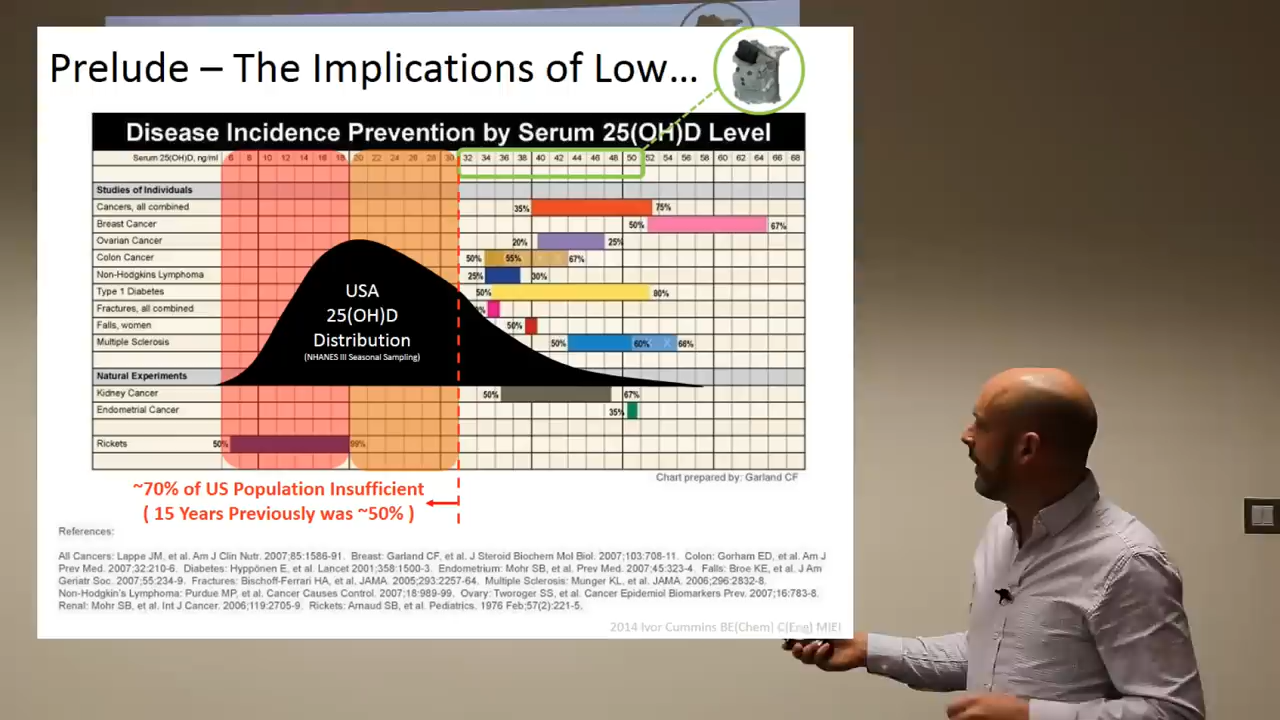 Prelude – The Implications of Low…
Disease Incidence Prevention by Serum 25(OH)D Level
Serum 25(OH)D, ng/ml 6 8 10 12 14 16 18 20 22 24 26 28 30 32 34 36 38 40 42 44 46 48 50 52 54 56 58 60 62 64 66 68
Studies of Individuals
Cancers, all combined 35% 75%
Breast Cancer 50% 67%
Ovarian Cancer 20% 25%
Colon Cancer 50% 55% 67%
Non-Hodgkins Lymphoma 25% 30%
Type 1 Diabetes 50% 80%
Fractures, all combined
Falls, women 50%
Multiple Sclerosis 50% 60% 66%
USA
25(OH)D
Distribution
(NHANES III Seasonal Sampling)
Natural Experiments
Kidney Cancer 50% 67%
Endometrial Cancer 35%
Rickets 50% 99%
Chart prepared by: Garland CF
~70% of US Population Insufficient
( 15 Years Previously was ~50% )
References:
All Cancers: Lappe JM, et al. Am J Clin Nutr. 2007;85:1586-91. Breast: Garland CF, et al. J Steroid Biochem Mol Biol. 2007;103:708-11. Colon: Gorham ED, et al. Am J
Prev Med. 2007;32:210-6. Diabetes: Hyppönen E, et al. Lancet 2001;358:1500-3. Endometrium: Mohr SB, et al. Prev Med. 2007;45:323-4. Falls: Broe KE, et al. J Am
Geriatr Soc. 2007;55:234-9. Fractures: Bischoff-Ferrari HA, et al, JAMA. 2005;293:2257-64. Multiple Sclerosis: Munger KL, et al. JAMA. 2006;296:2832-8.
Non-Hodgkin's Lymphoma: Purdue MP, et al. Cancer Causes Control. 2007;18:989-99. Ovary: Tworoger SS, et al. Cancer Epidemiol Biomarkers Prev. 2007;16:783-8.
Renal: Mohr SB, et al. Int J Cancer. 2006;119:2705-9. Rickets: Arnaud SB, et al. Pediatrics. 1976 Feb;57(2):221-5.
2014 Ivor Cummins BE(Chem) C(Eng) MIEI